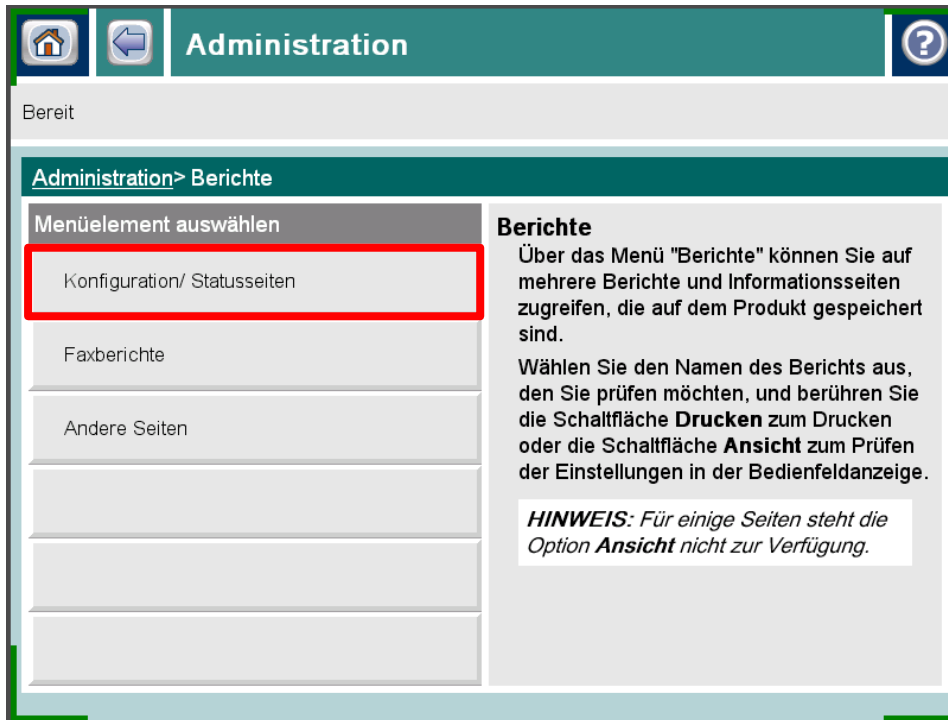 Administration
?
Bereit
Administration> Berichte
Menüelement auswählen
Konfiguration/ Statusseiten
Faxberichte
Andere Seiten
Berichte
Über das Menü "Berichte" können Sie auf
mehrere Berichte und Informationsseiten
zugreifen, die auf dem Produkt gespeichert
sind.
Wählen Sie den Namen des Berichts aus,
den Sie prüfen möchten, und berühren Sie
die Schaltfläche Drucken zum Drucken
oder die Schaltfläche Ansicht zum Prüfen
der Einstellungen in der Bedienfeldanzeige.
HINWEIS: Für einige Seiten steht die
Option Ansicht nicht zur Verfügung.